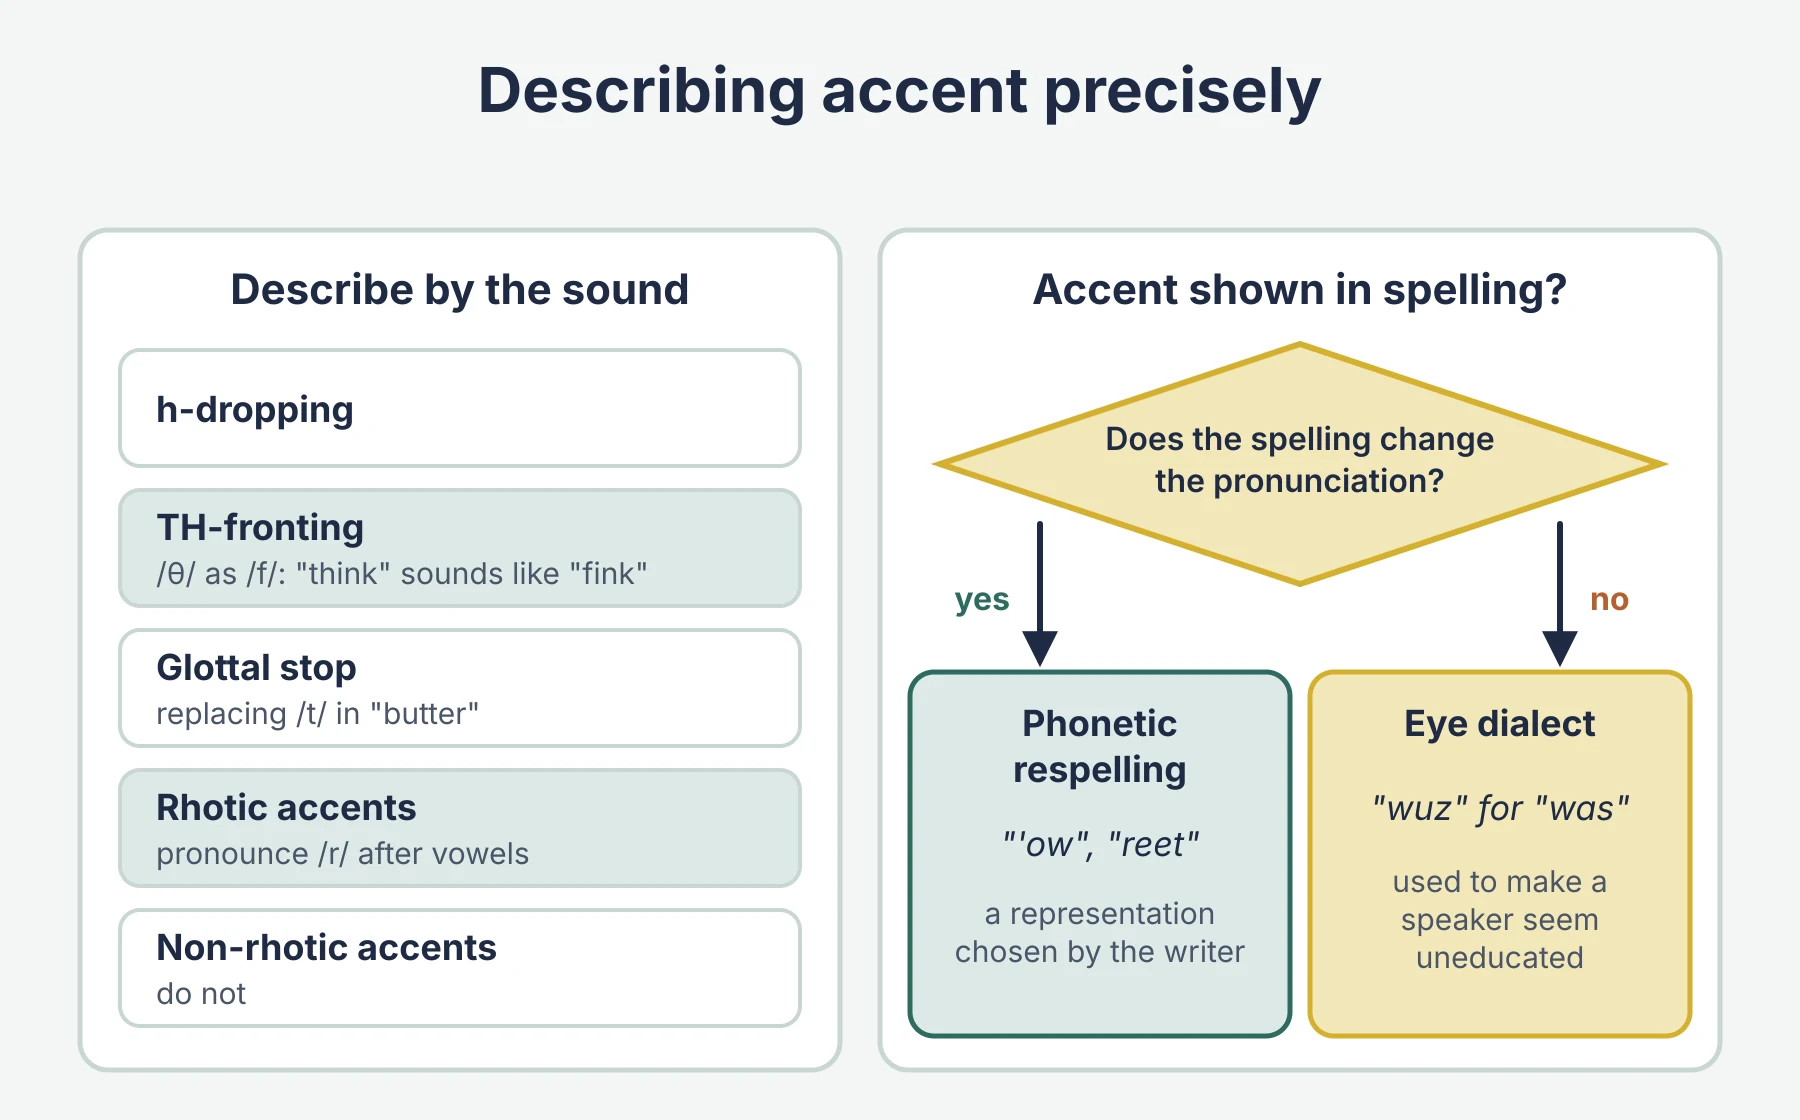 Describing accent precisely
Describe by the sound
h-dropping
TH-fronting
/θ/ as /f/: "think" sounds like "fink"
Glottal stop
replacing /t/ in "butter"
Rhotic accents
pronounce /r/ after vowels
Non-rhotic accents
do not
Accent shown in spelling?
Does the spelling change
the pronunciation?
yes
no
Phonetic
respelling
"'ow", "reet"
a representation
chosen by the writer
Eye dialect
"wuz" for "was"
used to make a
speaker seem
uneducated